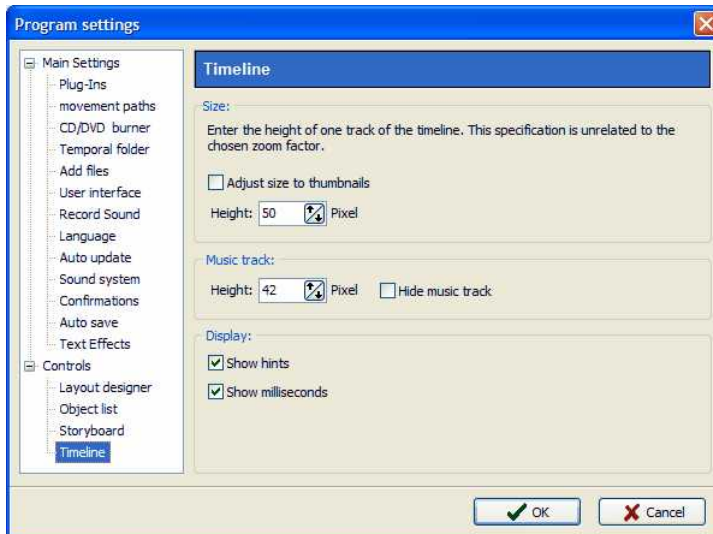 Program settings
Main Settings
Plug-Ins
movement paths
CD/DVD burner
Temporal folder
Add files
User interface
Record Sound
Language
Auto update
Sound system
Confirmations
Auto save
Text Effects
Controls
Layout designer
Object list
Storyboard
Timeline
Timeline
Size:
Enter the height of one track of the timeline. This specification is unrelated to the
chosen zoom factor.
Adjust size to thumbnails
Height: 50 Pixel
Music track:
Height: 42 Pixel Hide music track
Display:
Show hints
Show milliseconds
OK Cancel